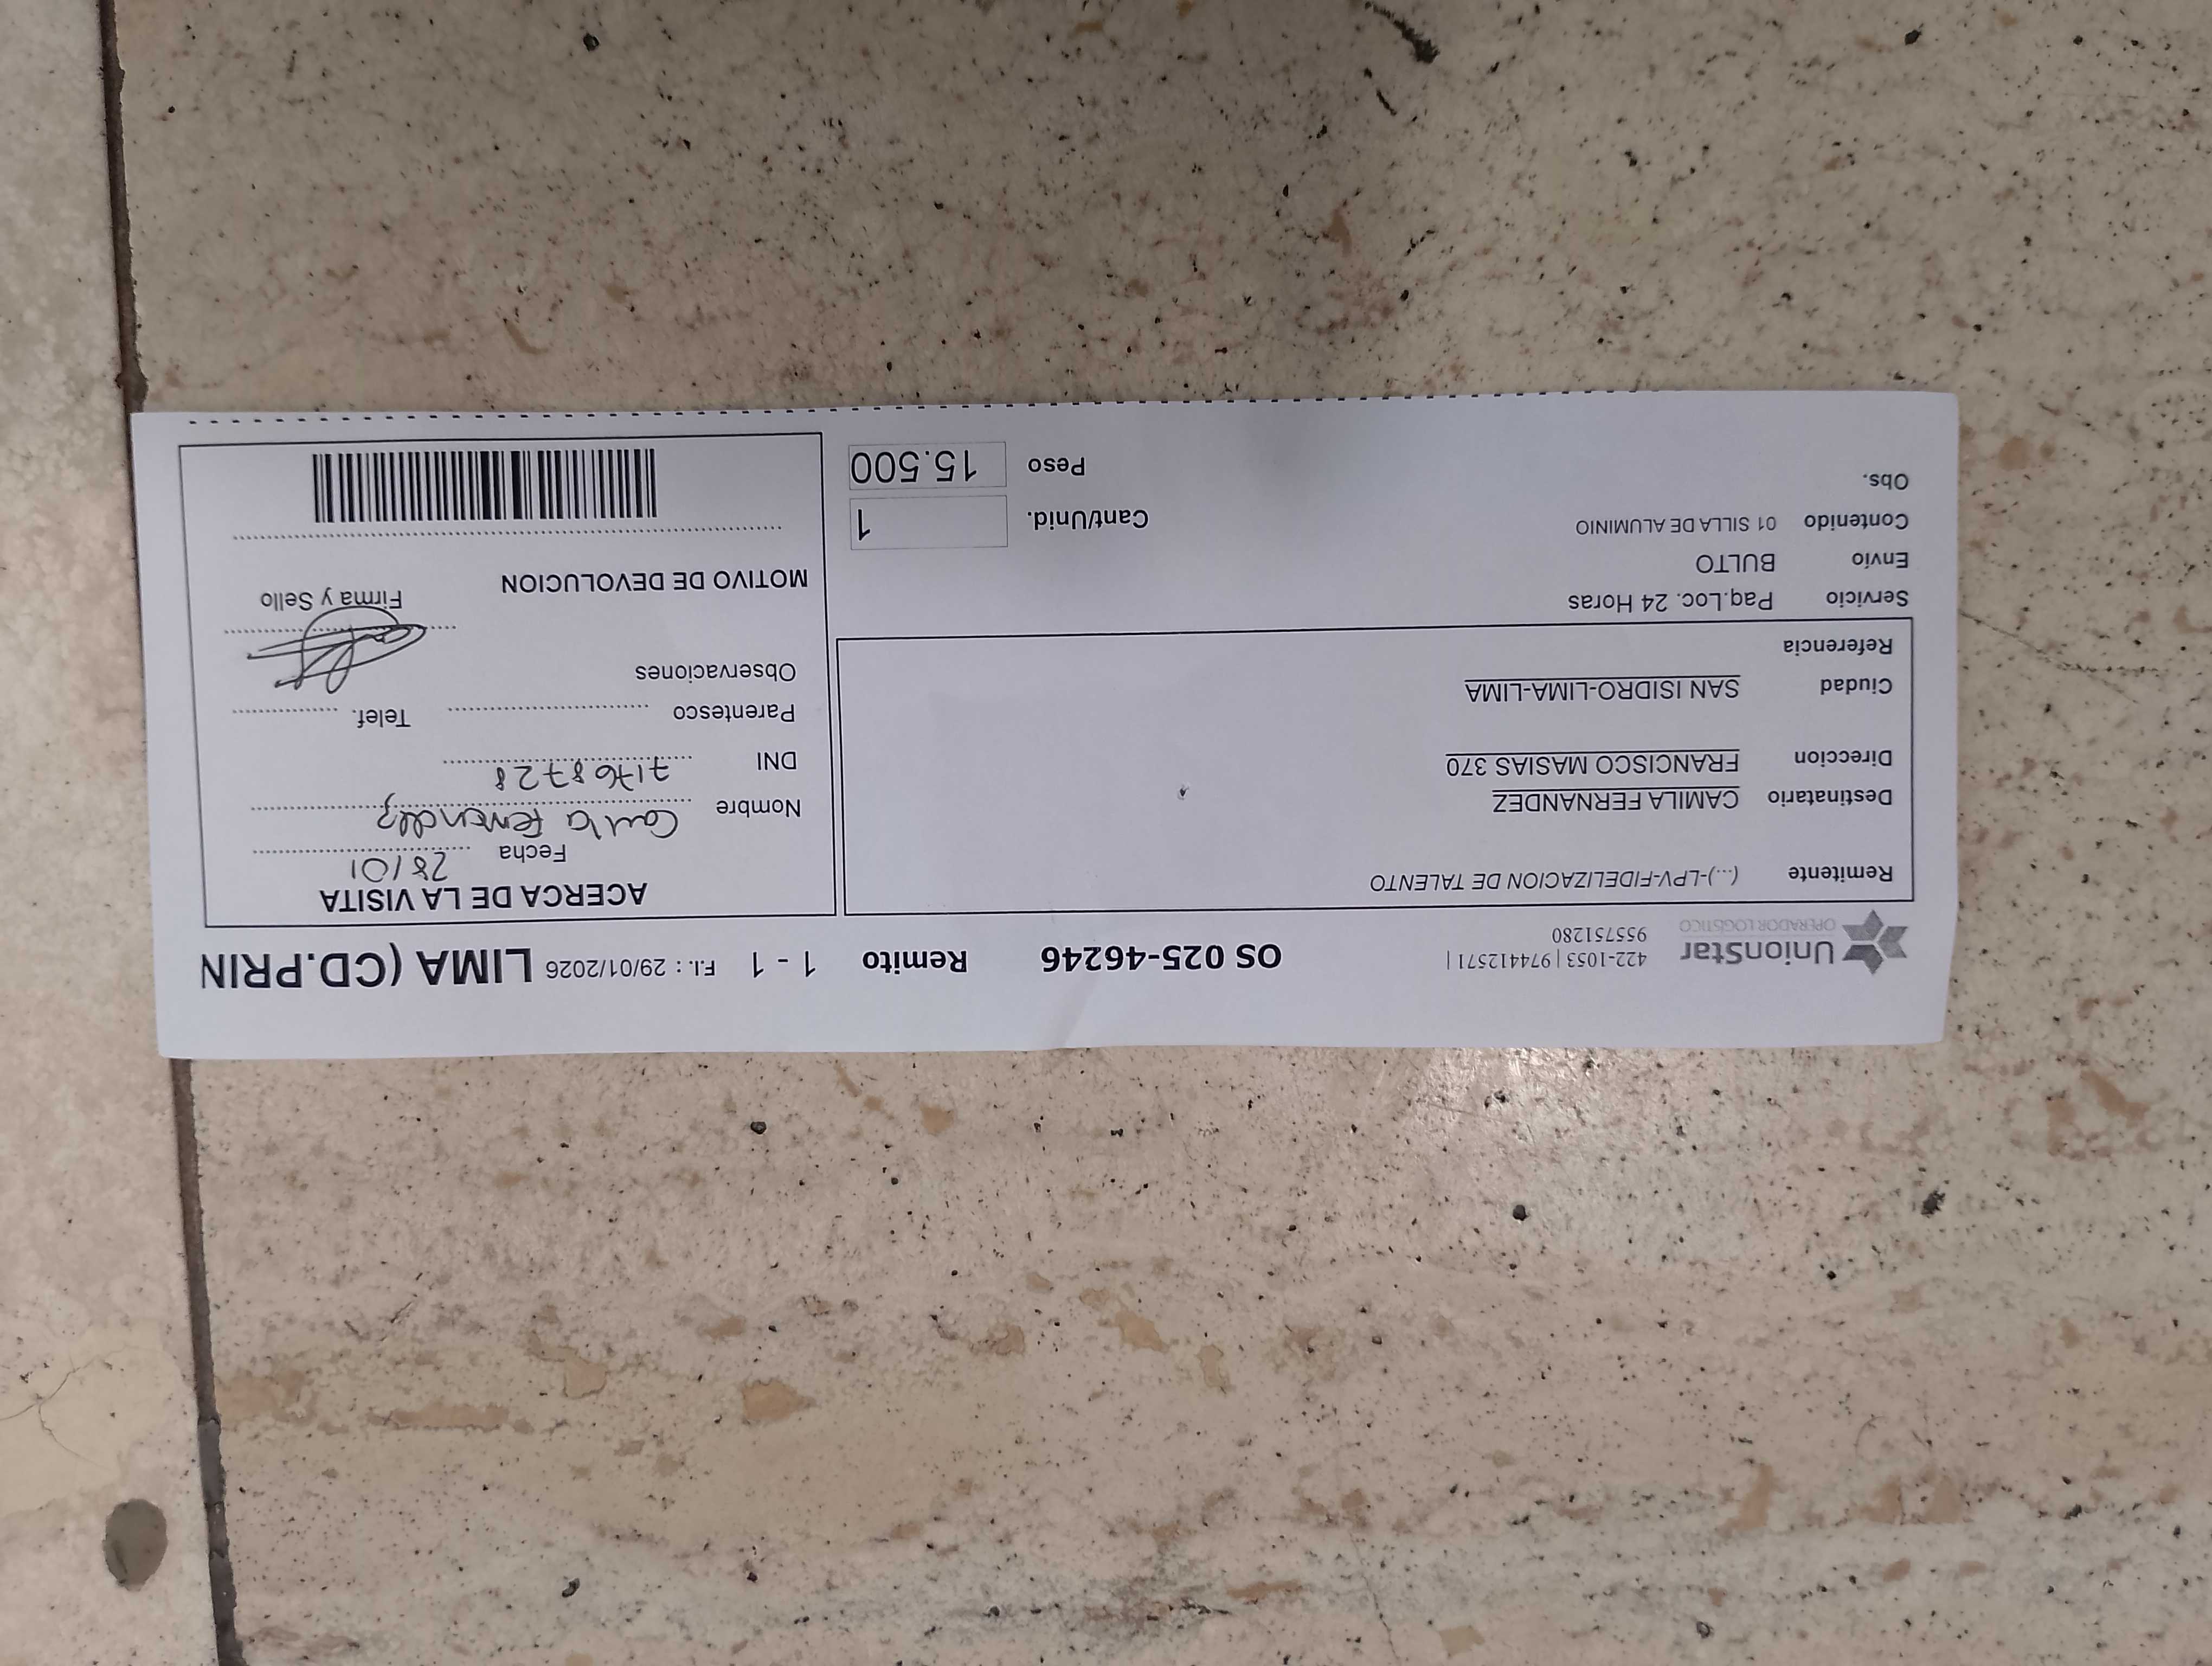 UnionStar
OPERADOR LOGISTICO
422-1053 | 974412571 |
955751280
OS 025-46246
Remito
1 - 1
F.I. : 29/01/2026
LIMA (CD.PRIN
Remitente (...)-LPV-FIDELIZACION DE TALENTO
Destinatario CAMILA FERNANDEZ
Direccion FRANCISCO MASIAS 370
Ciudad SAN ISIDRO-LIMA-LIMA
Referencia
Servicio Paq.Loc. 24 Horas
Envio BULTO
Contenido 01 SILLA DE ALUMINIO
Obs.
Cant/Unid. 1
Peso 15.500
ACERCA DE LA VISITA
Fecha 28/01
Nombre Camila Fernandez
DNI 71768728
Parentesco
Telef.
Observaciones
Firma y Sello
MOTIVO DE DEVOLUCION